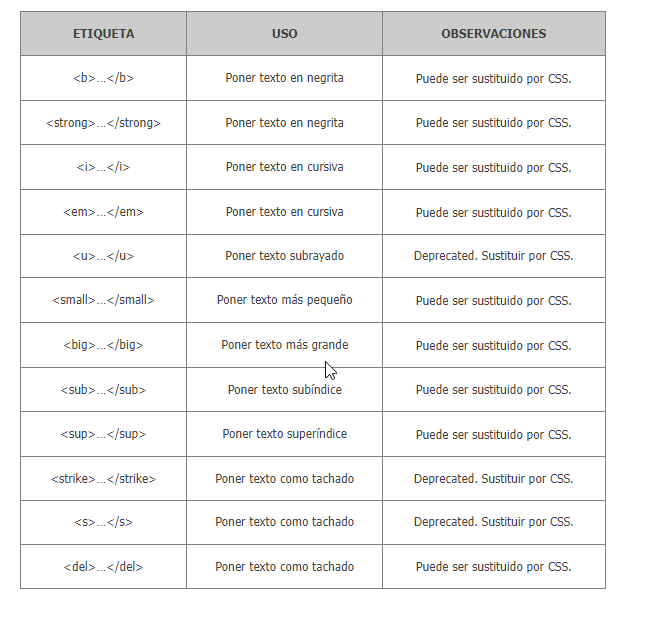 ETIQUETA USO OBSERVACIONES
<b>...</b> Poner texto en negrita Puede ser sustituido por CSS.
<strong>...</strong> Poner texto en negrita Puede ser sustituido por CSS.
<i>...</i> Poner texto en cursiva Puede ser sustituido por CSS.
<em>...</em> Poner texto en cursiva Puede ser sustituido por CSS.
<u>...</u> Poner texto subrayado Deprecated. Sustituir por CSS.
<small>...</small> Poner texto más pequeño Puede ser sustituido por CSS.
<big>...</big> Poner texto más grande Puede ser sustituido por CSS.
<sub>...</sub> Poner texto subíndice Puede ser sustituido por CSS.
<sup>...</sup> Poner texto superíndice Puede ser sustituido por CSS.
<strike>...</strike> Poner texto como tachado Deprecated. Sustituir por CSS.
<s>...</s> Poner texto como tachado Deprecated. Sustituir por CSS.
<del>...</del> Poner texto como tachado Puede ser sustituido por CSS.